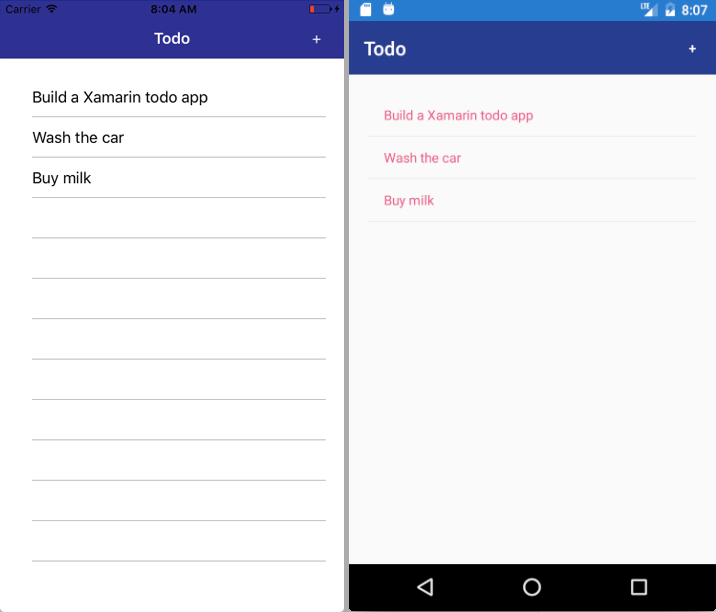 Carrier 8:04 AM
Todo +
Build a Xamarin todo app
Wash the car
Buy milk
LTE 8:07
Todo +
Build a Xamarin todo app
Wash the car
Buy milk